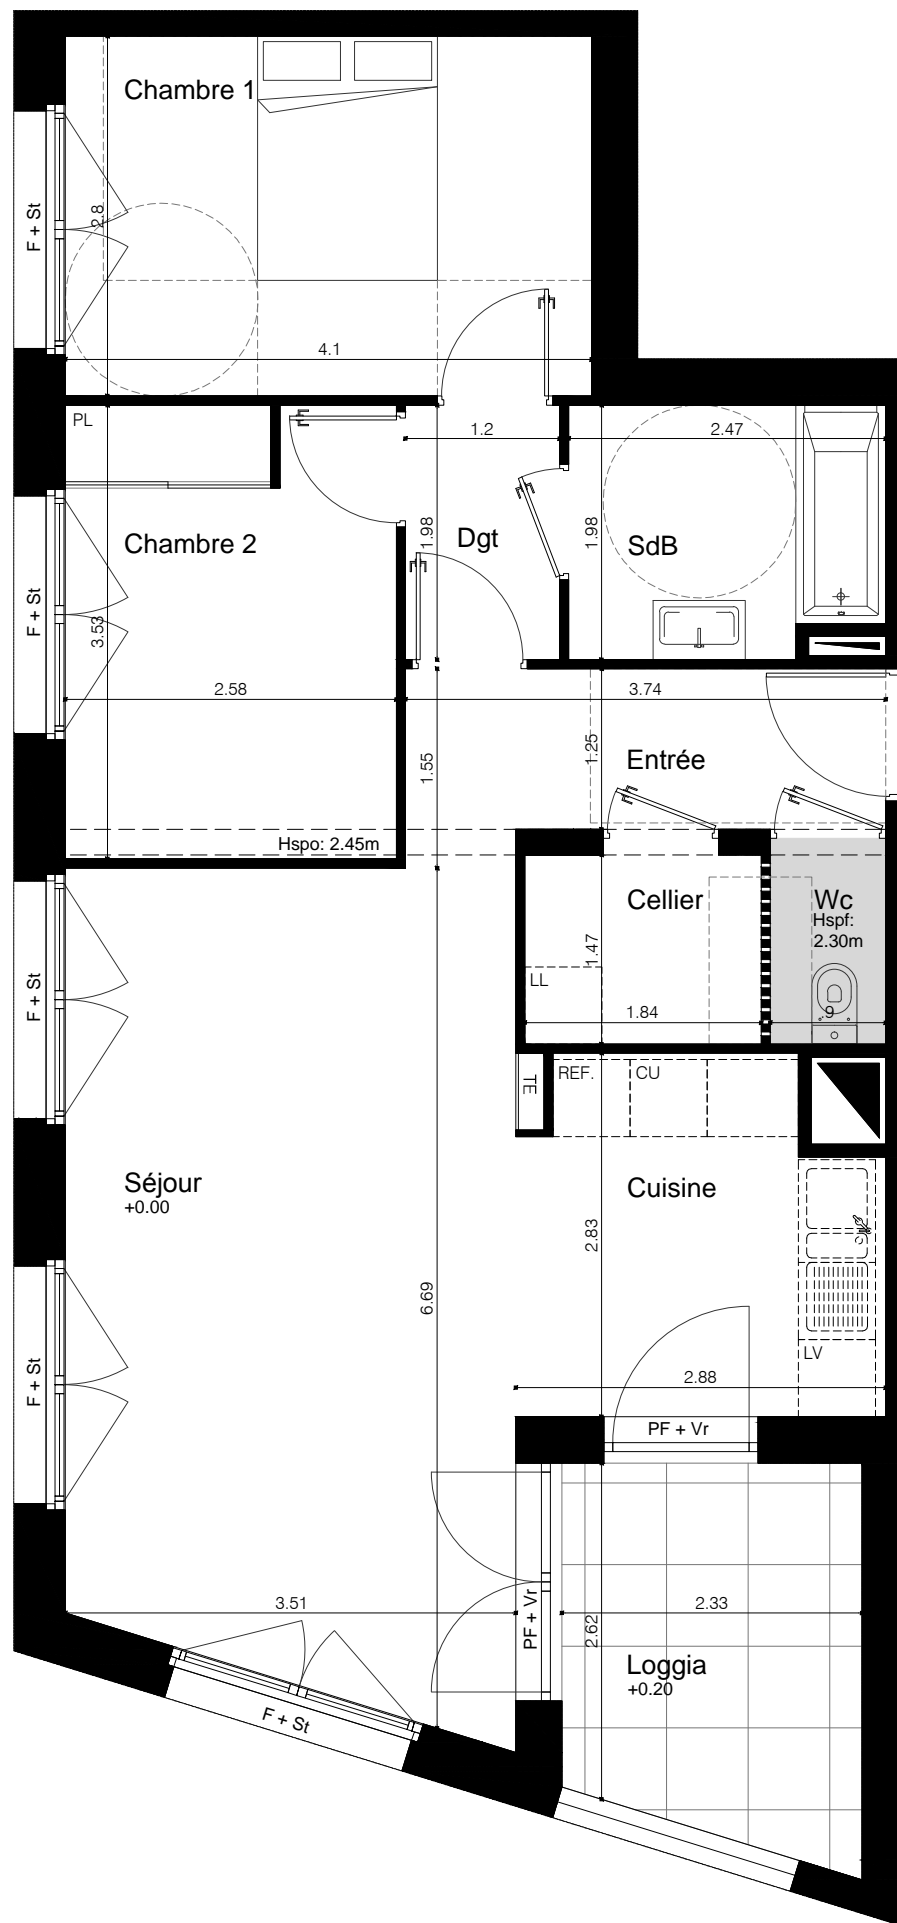 Chambre 1
F + St
2.8
4.1
PL
1.2
2.47
Chambre 2
Dgt
SdB
1.98
1.98
F + St
3.53
2.58
3.74
Entrée
1.25
1.55
Hspo: 2.45m
Cellier
Wc
Hspf:
2.30m
F + St
1.47
LL
1.84
.9
TE
REF.
CU
Séjour
+0.00
Cuisine
2.83
6.69
LV
F + St
2.88
PF + Vr
3.51
PF + Vr
2.33
2.62
Loggia
+0.20
F + St